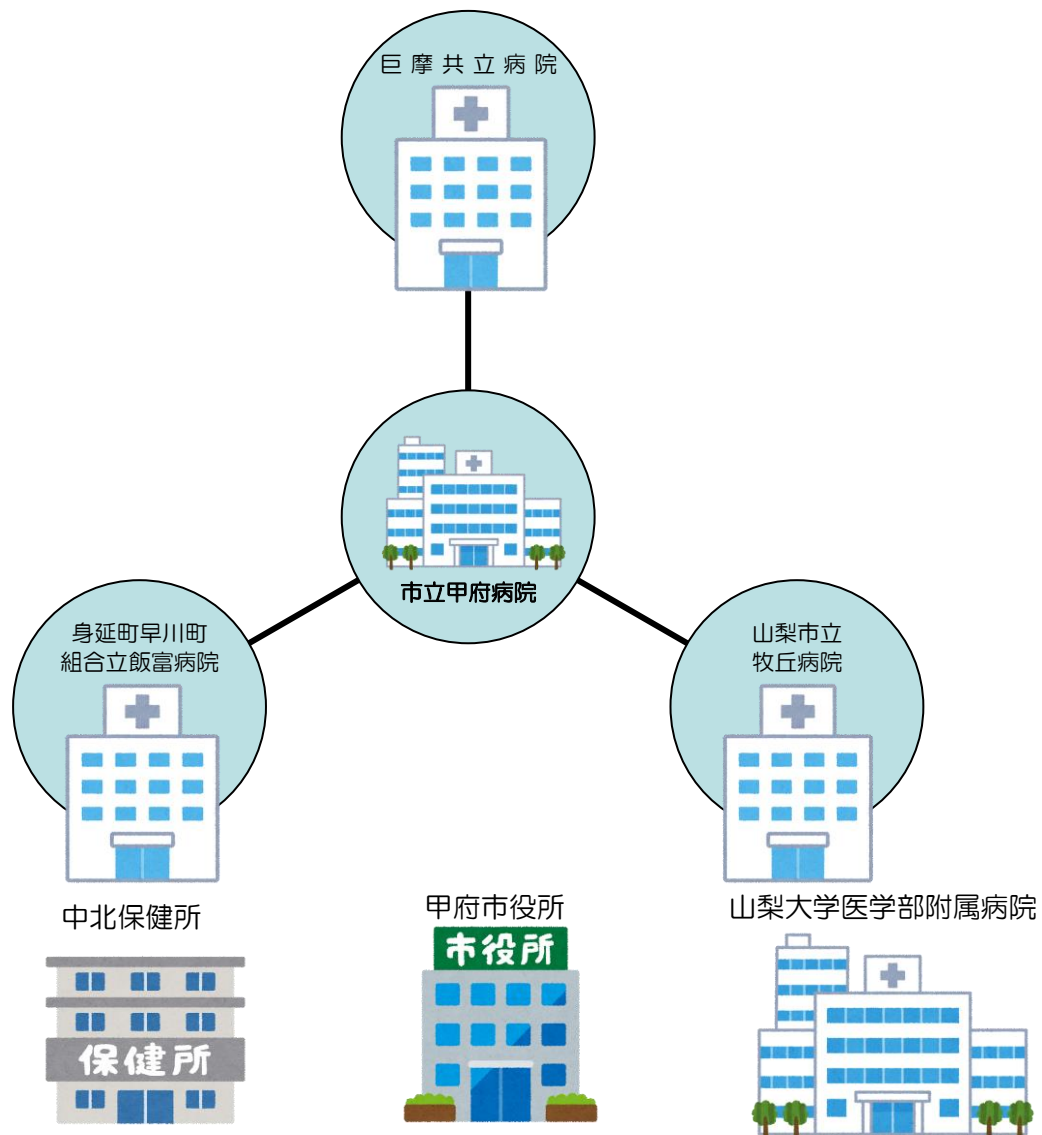 巨摩共立病院
市立甲府病院
身延町早川町
組合立飯富病院
山梨市立
牧丘病院
中北保健所
甲府市役所
山梨大学医学部附属病院
市役所
保健所